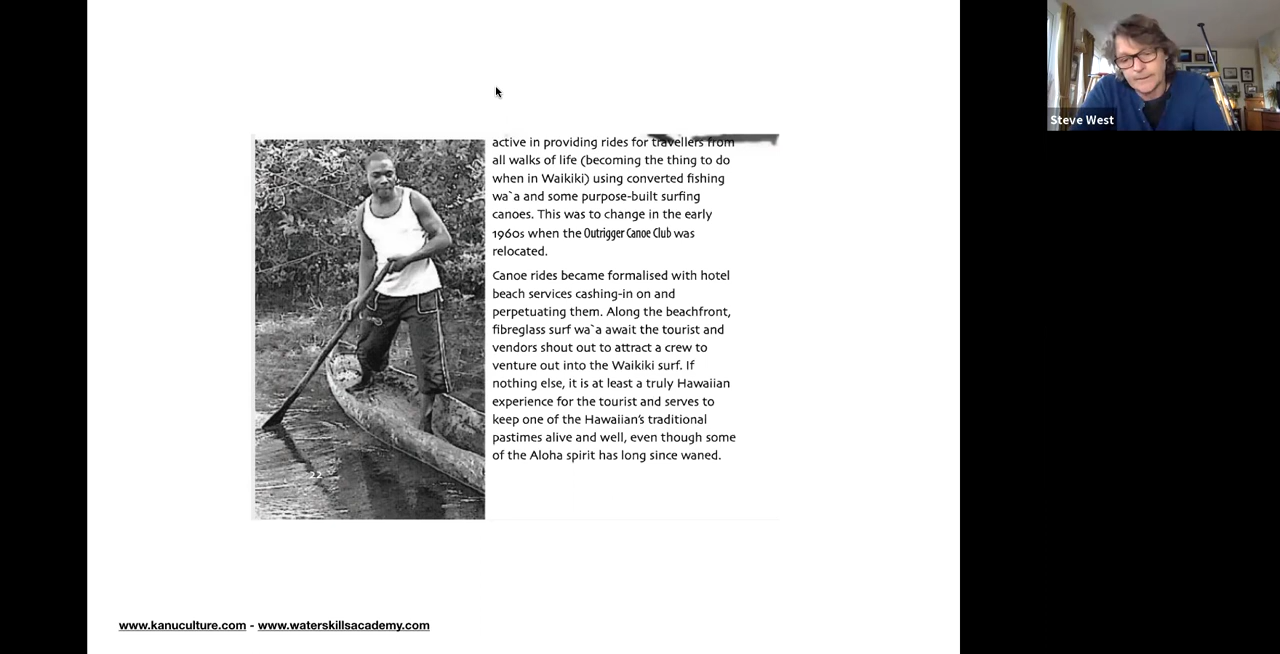 Steve West
active in providing rides for travellers from
all walks of life (becoming the thing to do
when in Waikiki) using converted fishing
wa`a and some purpose-built surfing
canoes. This was to change in the early
1960s when the Outrigger Canoe Club was
relocated.
Canoe rides became formalised with hotel
beach services cashing-in on and
perpetuating them. Along the beachfront,
fibreglass surf wa`a await the tourist and
vendors shout out to attract a crew to
venture out into the Waikiki surf. If
nothing else, it is at least a truly Hawaiian
experience for the tourist and serves to
keep one of the Hawaiian's traditional
pastimes alive and well, even though some
of the Aloha spirit has long since waned.
22
www.kanuculture.com - www.waterskillsacademy.com